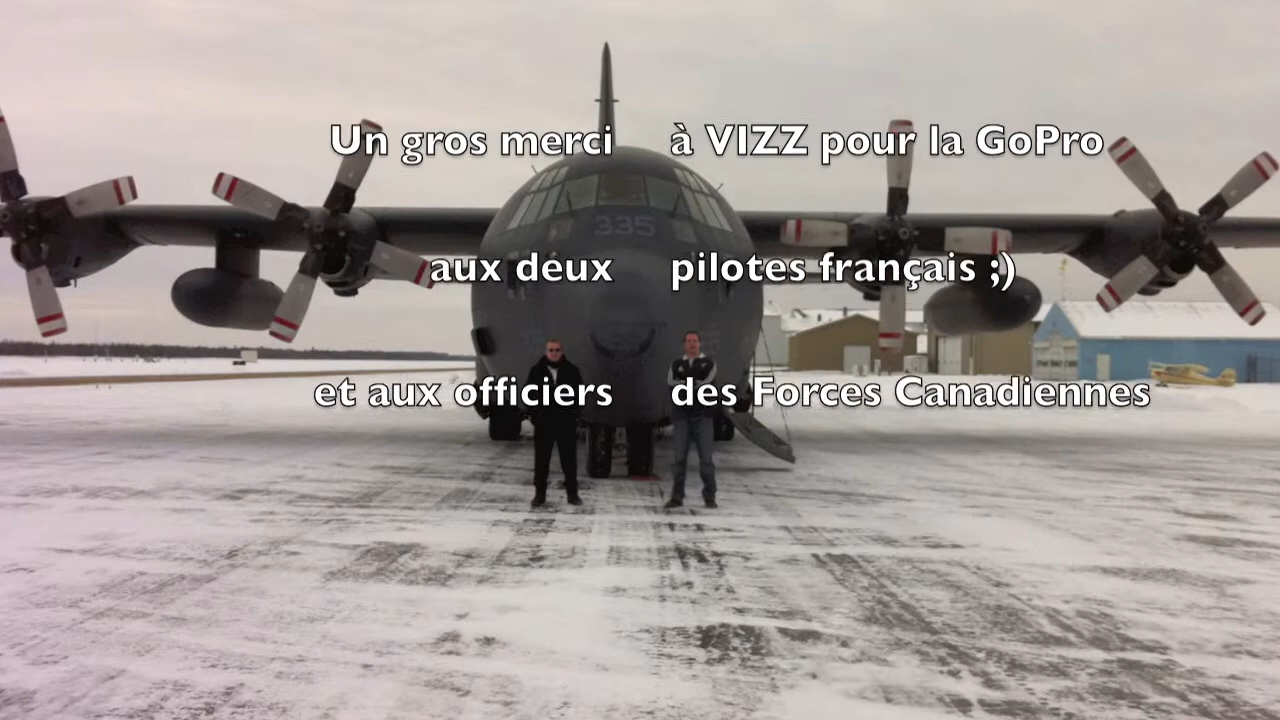 Un gros merci à VIZZ pour la GoPro
335
aux deux pilotes français ;)
et aux officiers des Forces Canadiennes